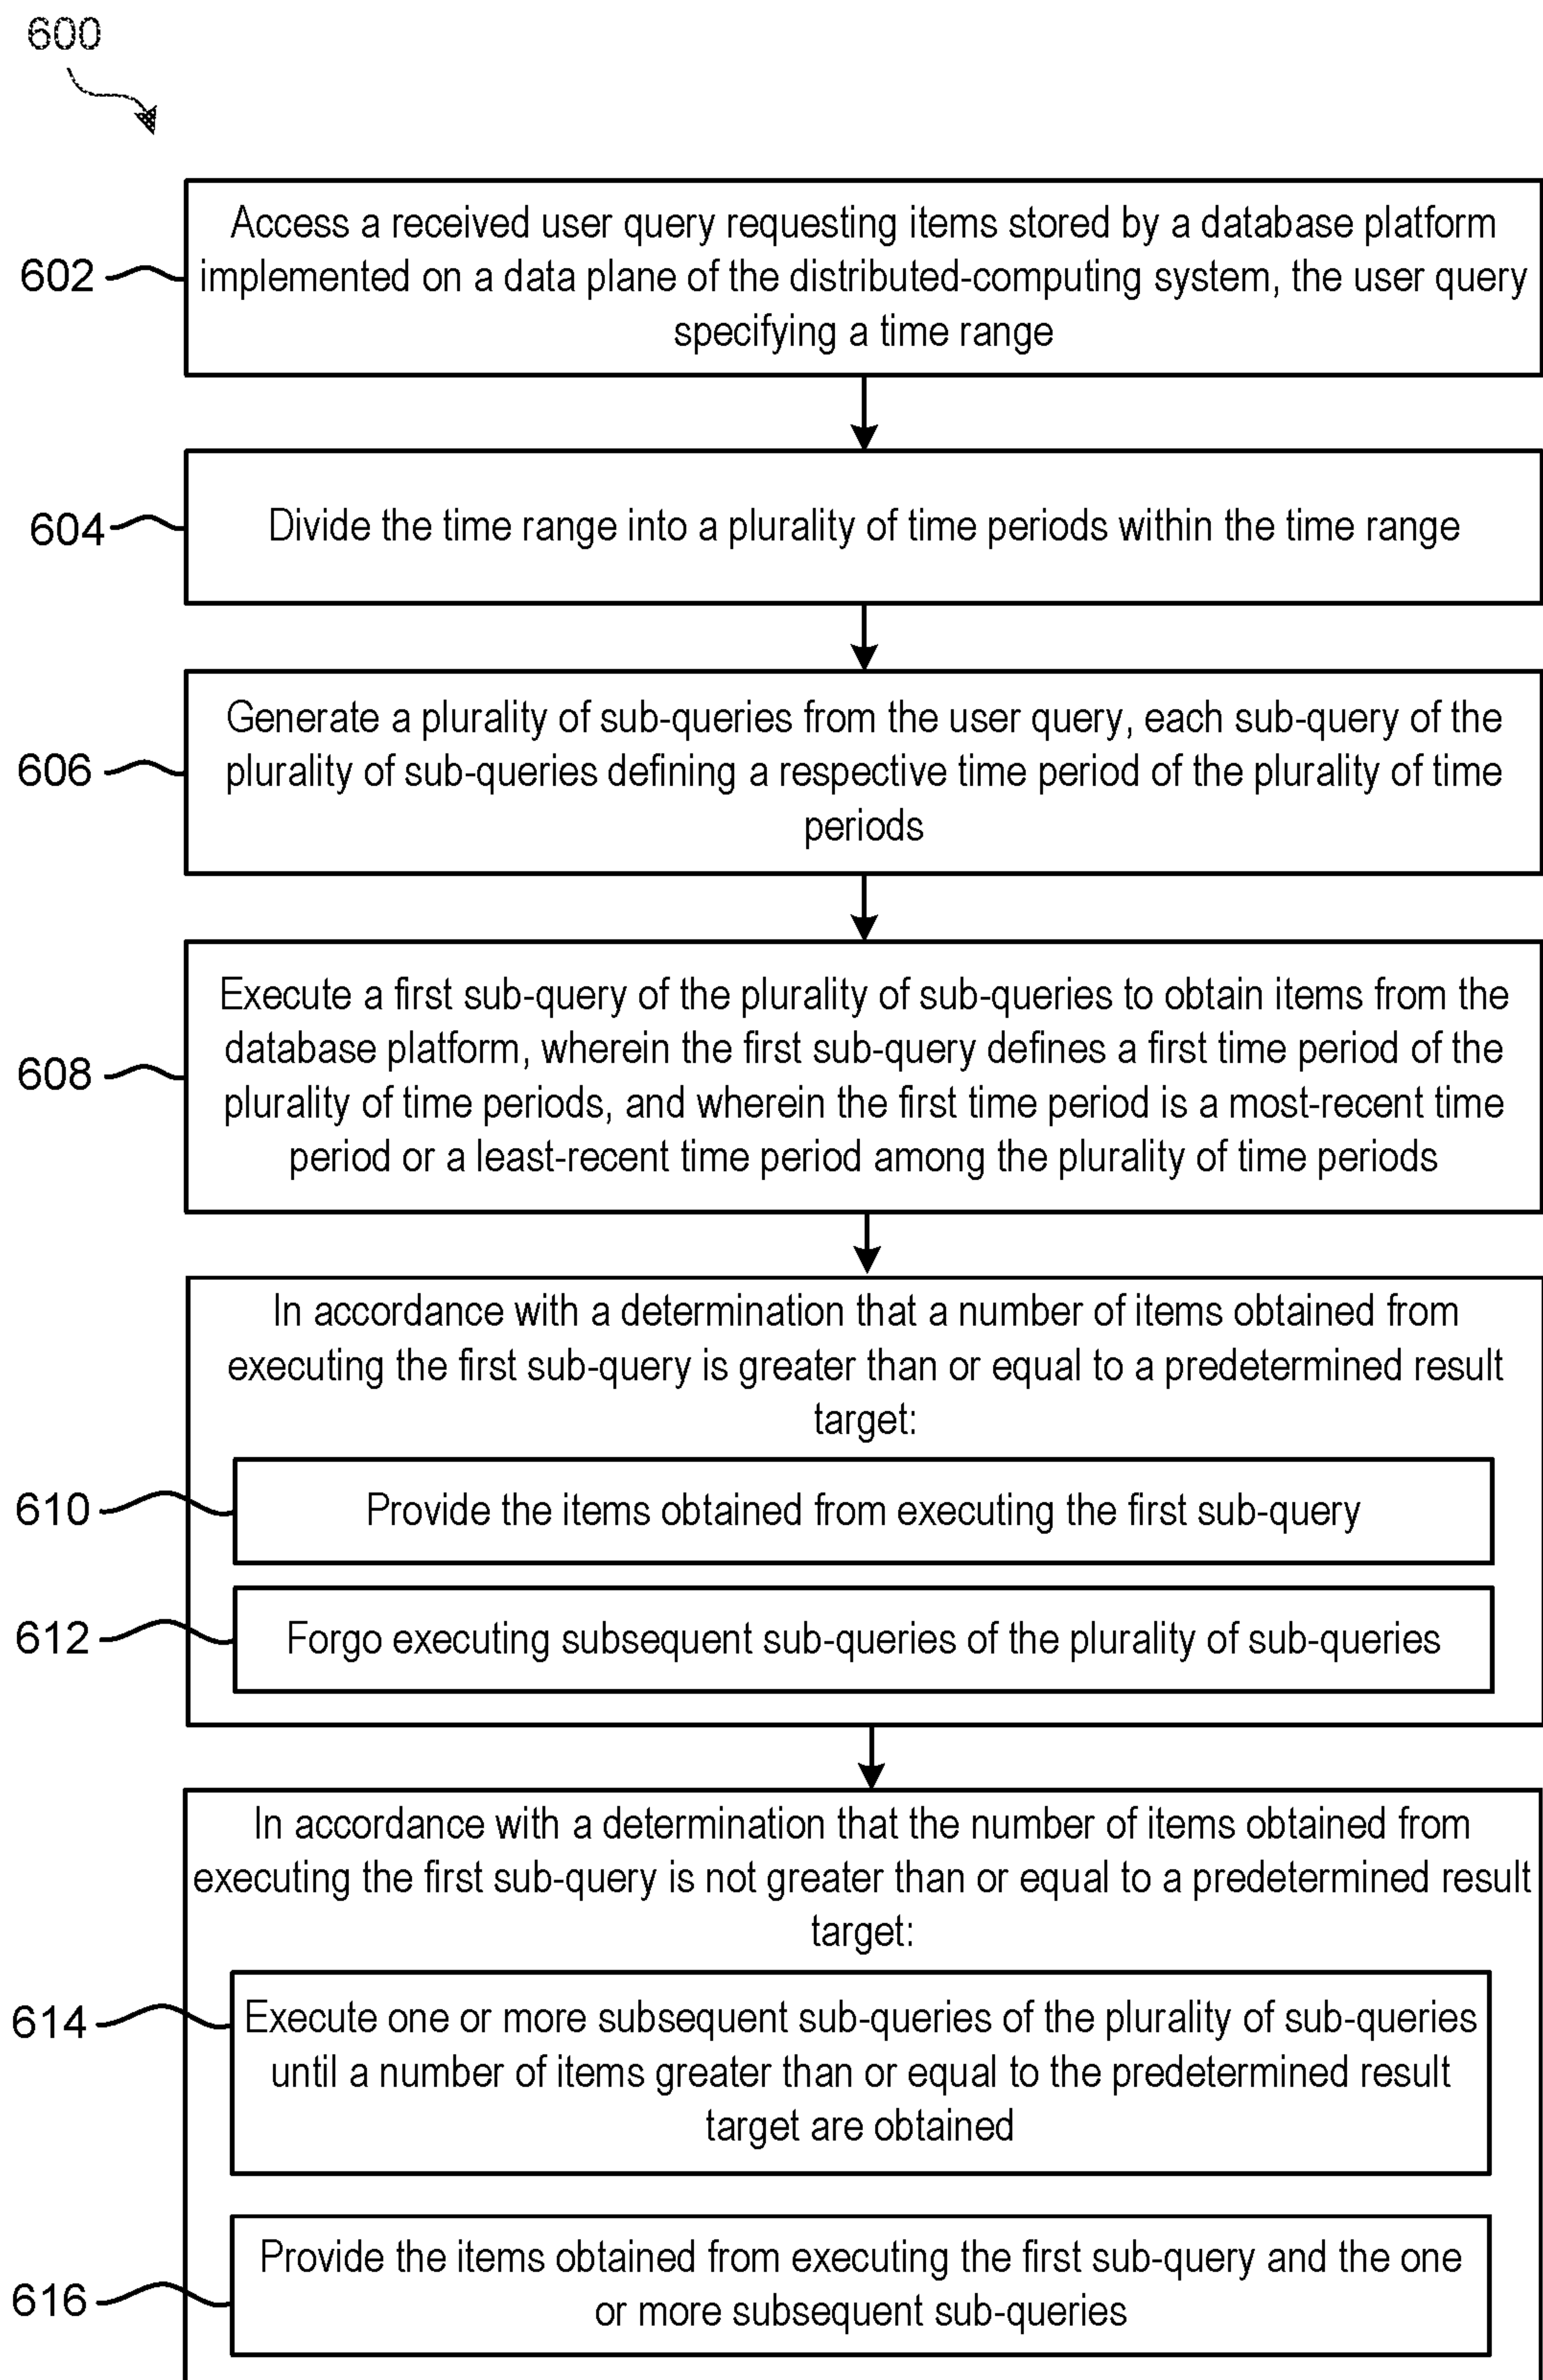 600
Access a received user query requesting items stored by a database platform
602
implemented on a data plane of the distributed-computing system, the user query
specifying a time range
604
Divide the time range into a plurality of time periods within the time range
Generate a plurality of sub-queries from the user query, each sub-query of the
606
plurality of sub-queries defining a respective time period of the plurality of time
periods
Execute a first sub-query of the plurality of sub-queries to obtain items from the
database platform, wherein the first sub-query defines a first time period of the
608
plurality of time periods, and wherein the first time period is a most-recent time
period or a least-recent time period among the plurality of time periods
In accordance with a determination that a number of items obtained from
executing the first sub-query is greater than or equal to a predetermined result
target:
610
Provide the items obtained from executing the first sub-query
612
Forgo executing subsequent sub-queries of the plurality of sub-queries
In accordance with a determination that the number of items obtained from
executing the first sub-query is not greater than or equal to a predetermined result
target:
614
Execute one or more subsequent sub-queries of the plurality of sub-queries
until a number of items greater than or equal to the predetermined result
target are obtained
Provide the items obtained from executing the first sub-query and the one
616
or more subsequent sub-queries